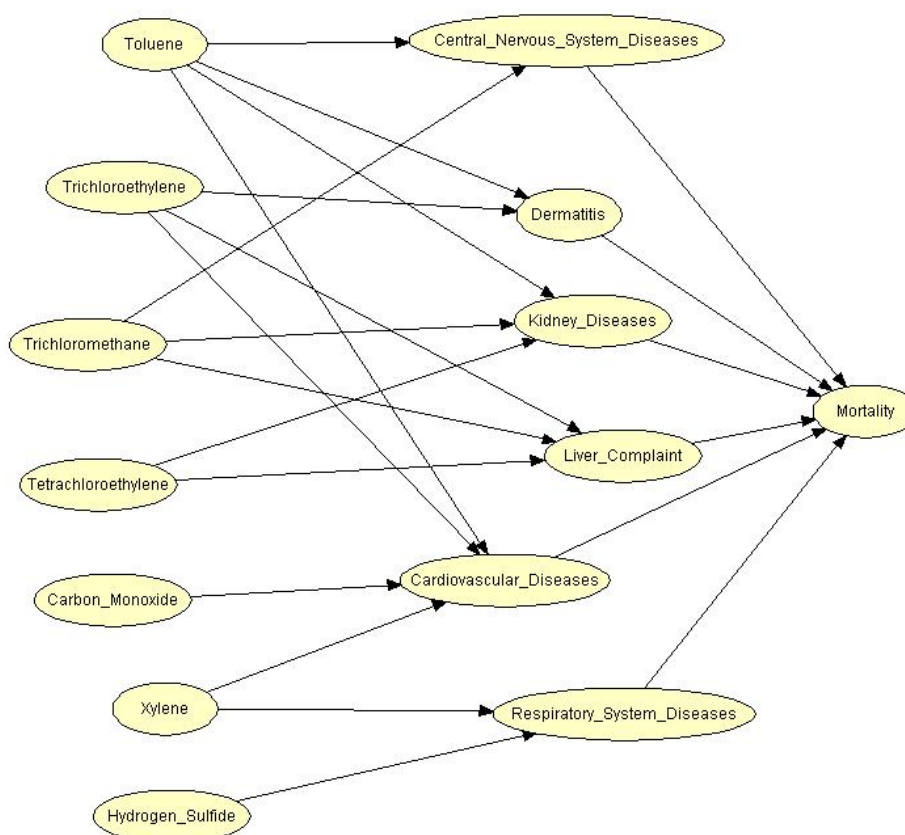 Toluene
Central_Nervous_System_Diseases
Trichloroethylene
Dermatitis
Kidney_Diseases
Trichloromethane
Mortality
Liver_Complaint
Tetrachloroethylene
Cardiovascular_Diseases
Carbon_Monoxide
Xylene
Respiratory_System_Diseases
Hydrogen_Sulfide